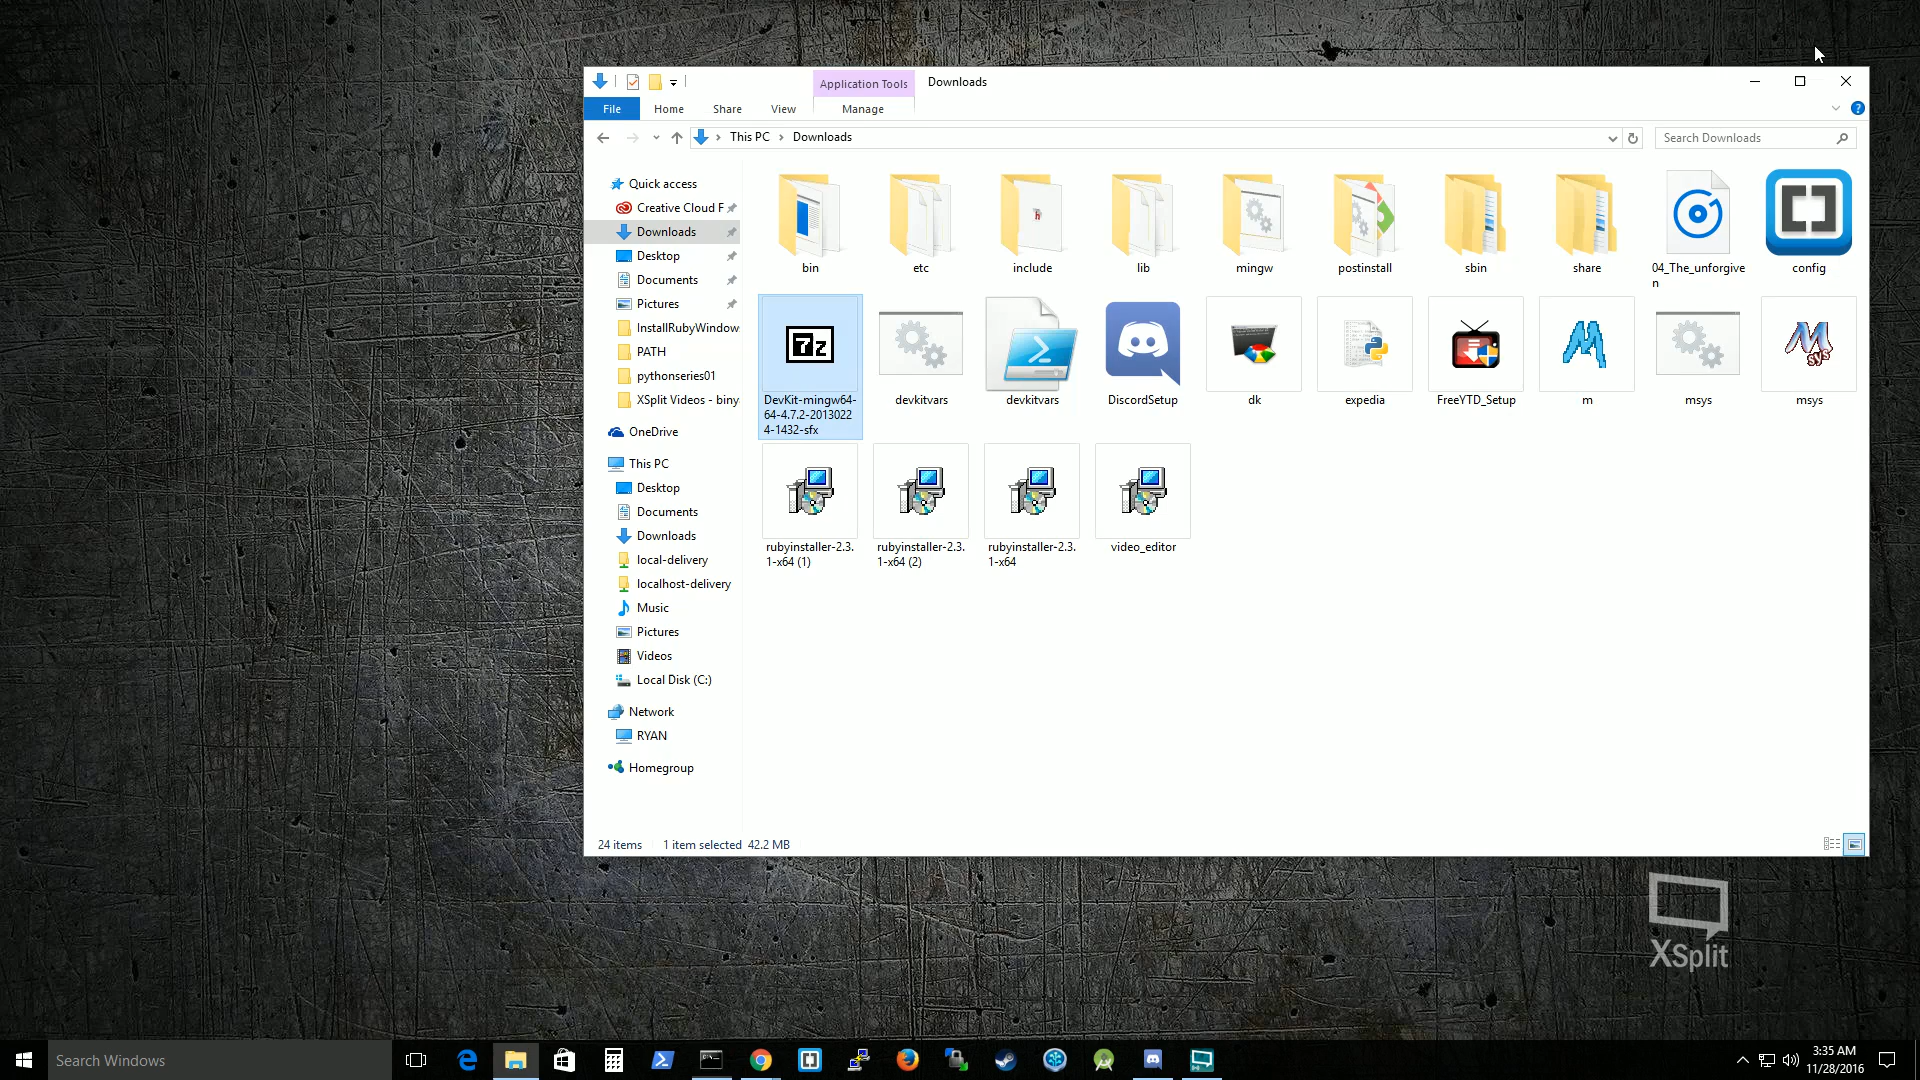 Application Tools
Downloads
File
Home
Share
View
Manage
This PC
Downloads
Search Downloads
Quick access
Creative Cloud F
Downloads
Desktop
Documents
Pictures
InstallRubyWindow
PATH
pythonseries01
XSplit Videos - biny
OneDrive
This PC
Desktop
Documents
Downloads
local-delivery
localhost-delivery
Music
Pictures
Videos
Local Disk (C:)
Network
RYAN
Homegroup
bin
etc
include
lib
mingw
postinstall
sbin
share
04_The_unforgive
n
config
7z
DevKit-mingw64-
64-4.7.2-2013022
4-1432-sfx
devkitvars
devkitvars
DiscordSetup
dk
expedia
FreeYTD_Setup
m
msys
M
sys
msys
rubyinstaller-2.3.
1-x64 (1)
rubyinstaller-2.3.
1-x64 (2)
rubyinstaller-2.3.
1-x64
video_editor
24 items
1 item selected 42.2 MB
XSplit
Search Windows
3:35 AM
11/28/2016